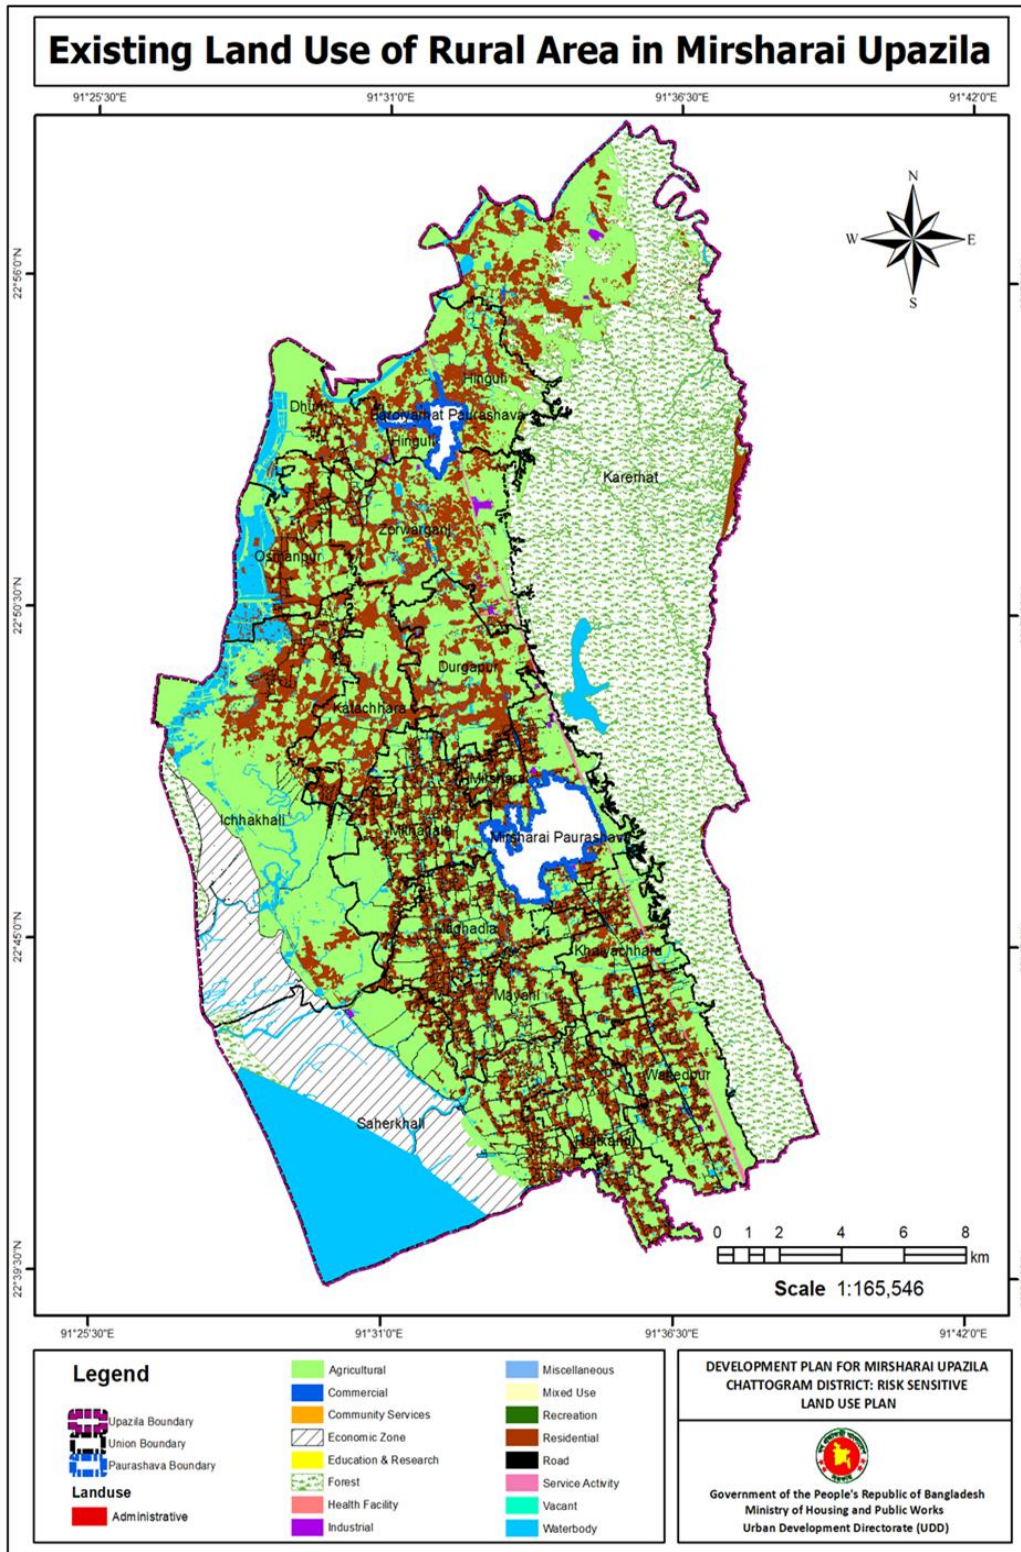 Existing Land Use of Rural Area in Mirsharai Upazila
91°25'30"E 91°31'0"E 91°36'30"E 91°42'0"E
N
W E
S
22°56'0"N
22°50'30"N
22°45'0"N
22°39'30"N
Hinguli
Dhum
Baroiyarhat Paurashava
Hinguli
Karerhat
Zorwarganj
Osmanpur
Durgapur
Katachhara
Mirsharai
Ichhakhali
Mirsharai Paurashava
Maghadia
Khaiyachhara
Mayani
Wahedpur
Saherkhali
Haitkandi
0 1 2 4 6 8
km
Scale 1:165,546
91°25'30"E 91°31'0"E 91°36'30"E 91°42'0"E
Legend
Upazila Boundary
Union Boundary
Paurashava Boundary
Landuse
Administrative
Agricultural
Commercial
Community Services
Economic Zone
Education & Research
Forest
Health Facility
Industrial
Miscellaneous
Mixed Use
Recreation
Residential
Road
Service Activity
Vacant
Waterbody
DEVELOPMENT PLAN FOR MIRSHARAI UPAZILA
CHATTOGRAM DISTRICT: RISK SENSITIVE
LAND USE PLAN
Government of the People's Republic of Bangladesh
Ministry of Housing and Public Works
Urban Development Directorate (UDD)